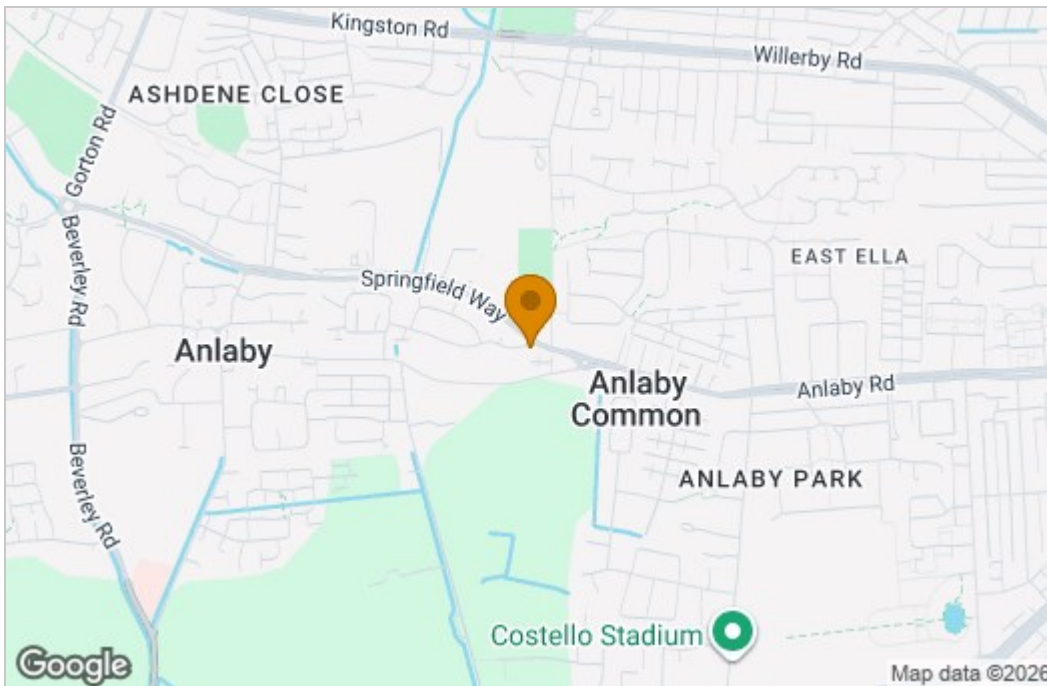 Kingston Rd
Willerby Rd
ASHDENE CLOSE
Gorton Rd
Beverley Rd
EAST ELLA
Springfield Way
Anlaby
Anlaby
Common
Anlaby Rd
ANLABY PARK
Beverley Rd
Costello Stadium
Google
Map data ©2026